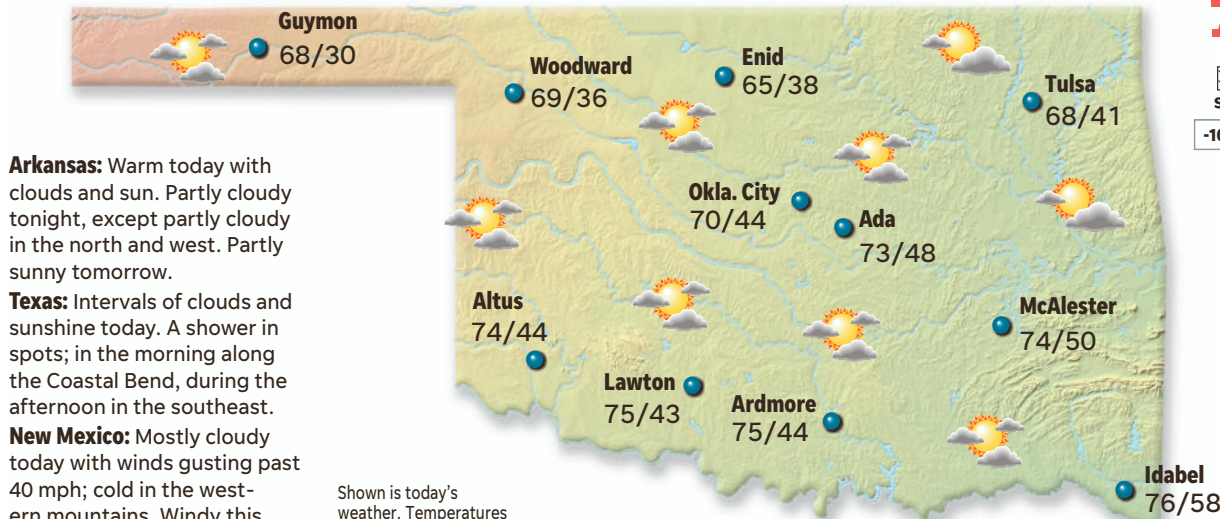 Guymon
68/30
Woodward
69/36
Enid
65/38
Tulsa
68/41
Okla. City
70/44
Ada
73/48
Altus
74/44
McAlester
74/50
Lawton
75/43
Ardmore
75/44
Idabel
76/58
Arkansas: Warm today with
clouds and sun. Partly cloudy
tonight, except partly cloudy
in the north and west. Partly
sunny tomorrow.
Texas: Intervals of clouds and
sunshine today. A shower in
spots; in the morning along
the Coastal Bend, during the
afternoon in the southeast.
New Mexico: Mostly cloudy
today with winds gusting past
40 mph; cold in the west-
ern mountains. Windy this
Shown is today's
weather. Temperatures